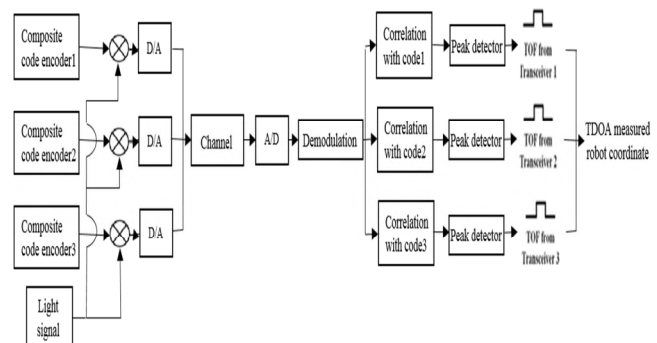 Composite
code encoder1
D/A
Composite
code encoder2
D/A
Composite
code encoder3
D/A
Light
signal
Channel
A/D
Demodulation
Correlation
with code1
Peak detector
TOF from
Transceiver 1
Correlation
with code2
Peak detector
TOF from
Transceiver 2
Correlation
with code3
Peak detector
TOF from
Transceiver 3
TDOA measured
robot coordinate